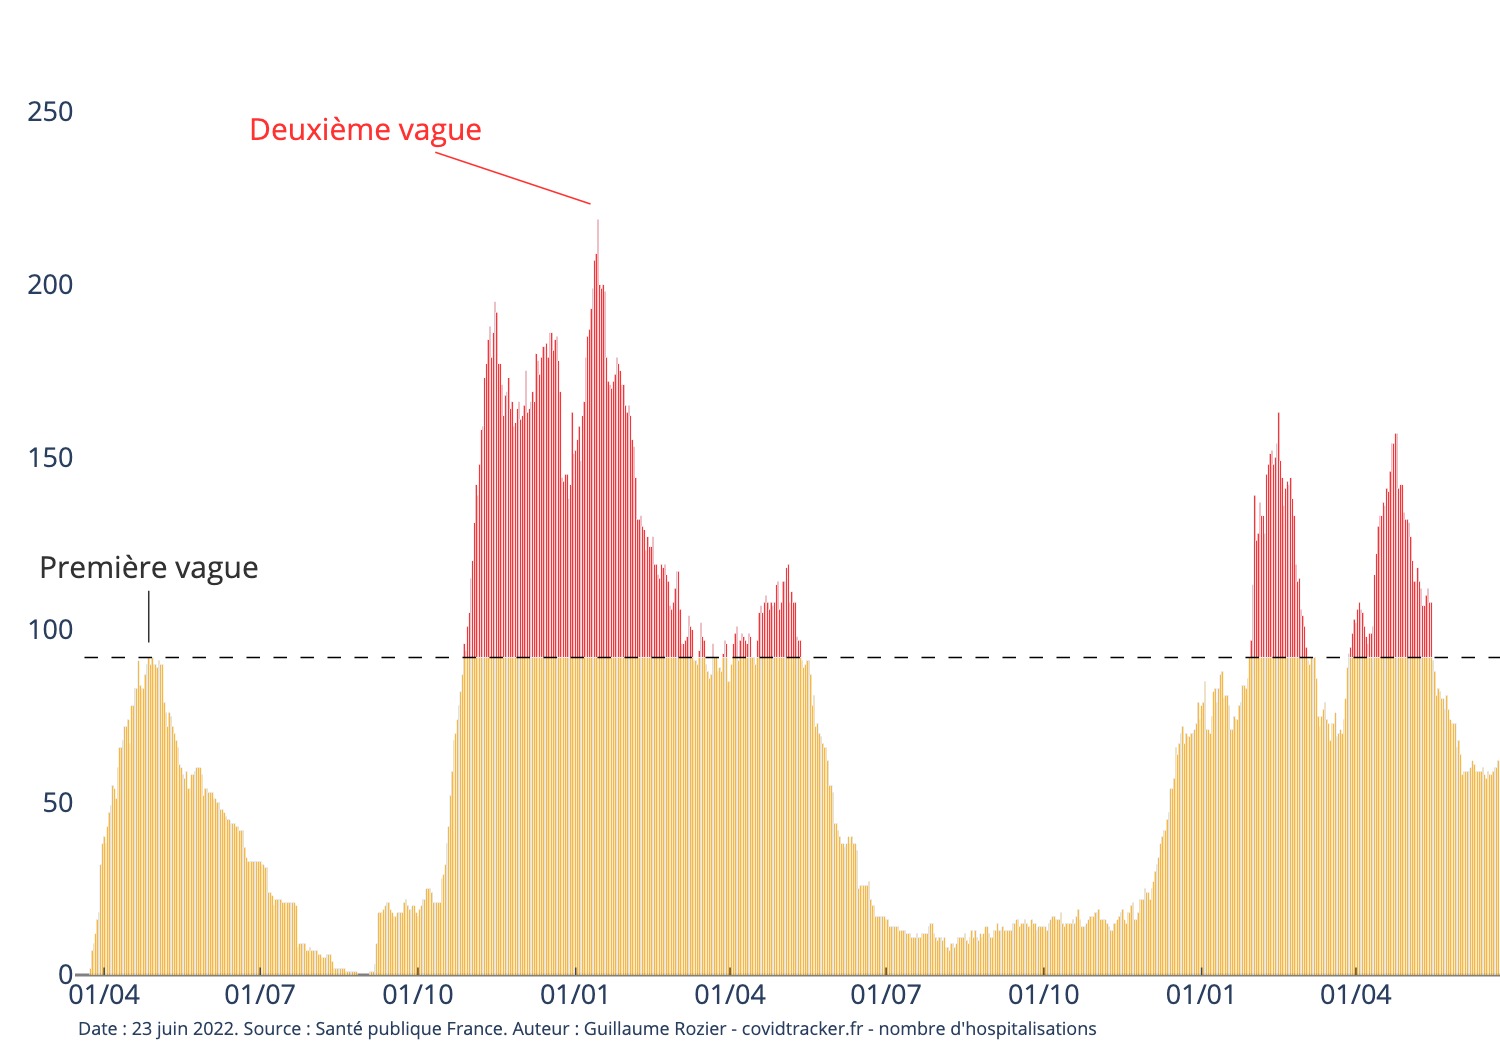 250
Deuxième vague
200
150
Première vague
100
50
0
01/04 01/07 01/10 01/01 01/04 01/07 01/10 01/01 01/04
Date : 23 juin 2022. Source : Santé publique France. Auteur : Guillaume Rozier - covidtracker.fr - nombre d'hospitalisations